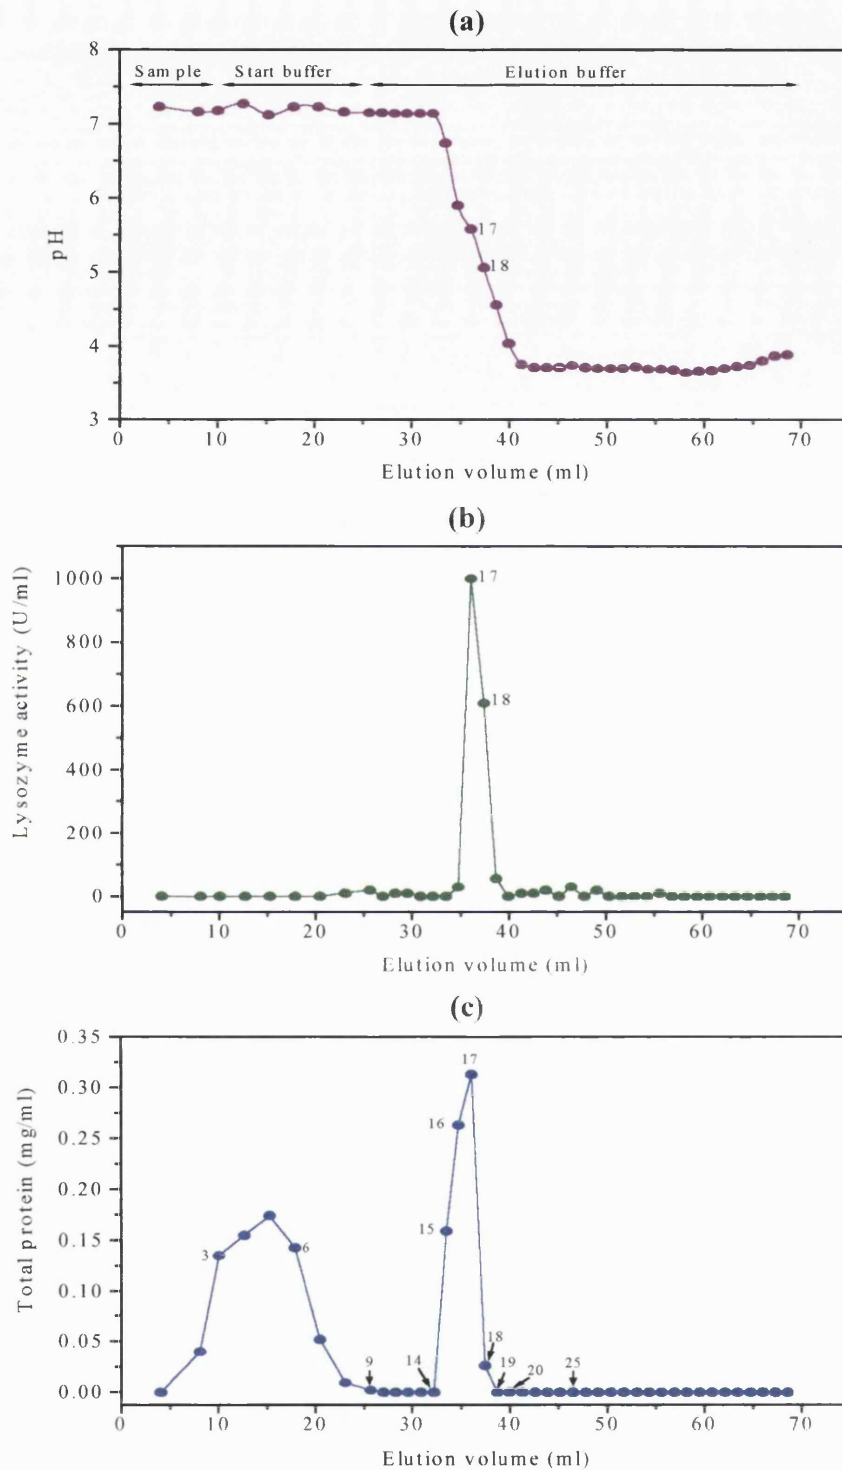 (a)
8
Sample Start buffer Elution buffer
7
6
17
pH
5
18
4
3
0 10 20 30 40 50 60 70
Elution volume (ml)
(b)
1000
17
800
Lysozyme activity (U/ml)
600
18
400
200
0
0 10 20 30 40 50 60 70
Elution volume (ml)
(c)
0.35
17
0.30
16
0.25
Total protein (mg/ml)
0.20
15
0.15
3 6
0.10
0.05
18
9 14 19 20 25
0.00
0 10 20 30 40 50 60 70
Elution volume (ml)